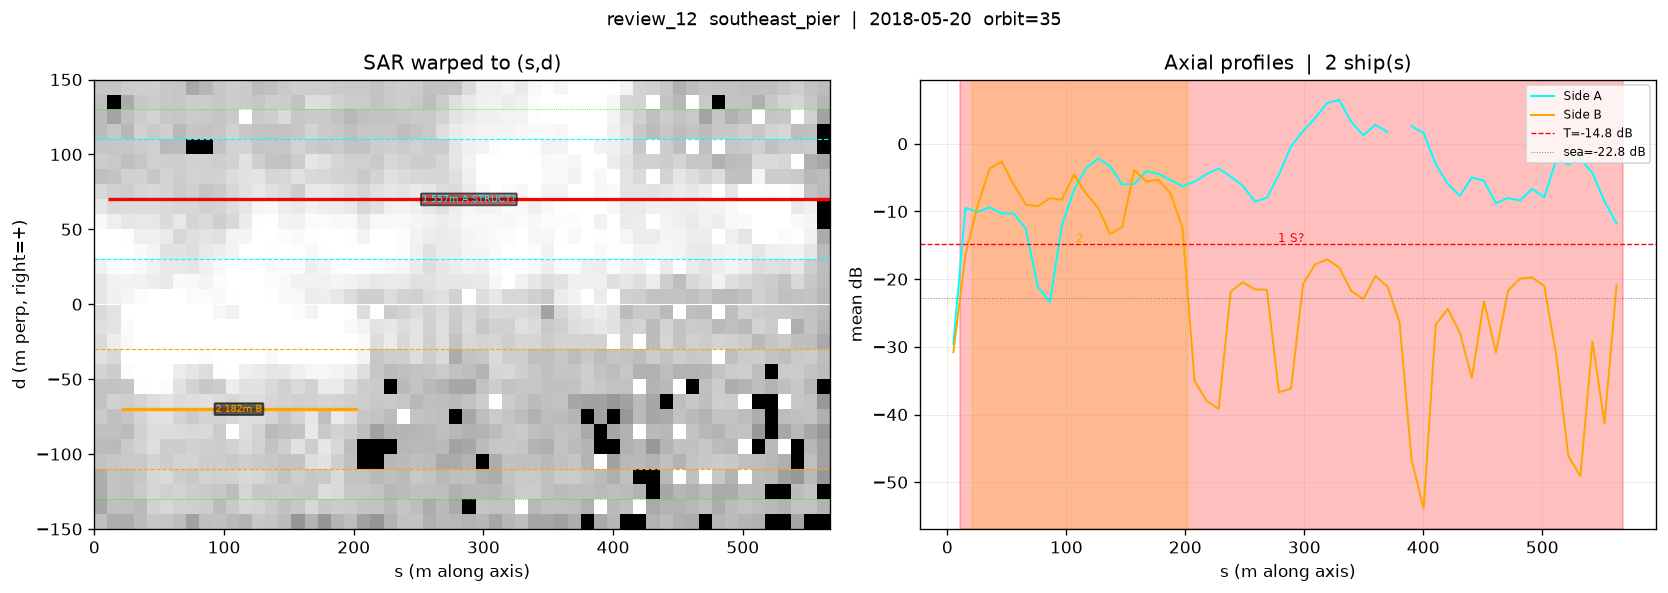 review_12  southeast_pier  |  2018-05-20  orbit=35
SAR warped to (s,d)
150
100
50
0
−50
−100
−150
d (m perp, right=+)
1 557m A STRUCT?
2 182m B
0
100
200
300
400
500
s (m along axis)
Axial profiles  |  2 ship(s)
0
−10
−20
−30
−40
−50
mean dB
Side A
Side B
T=-14.8 dB
sea=-22.8 dB
2
1 S?
0
100
200
300
400
500
s (m along axis)